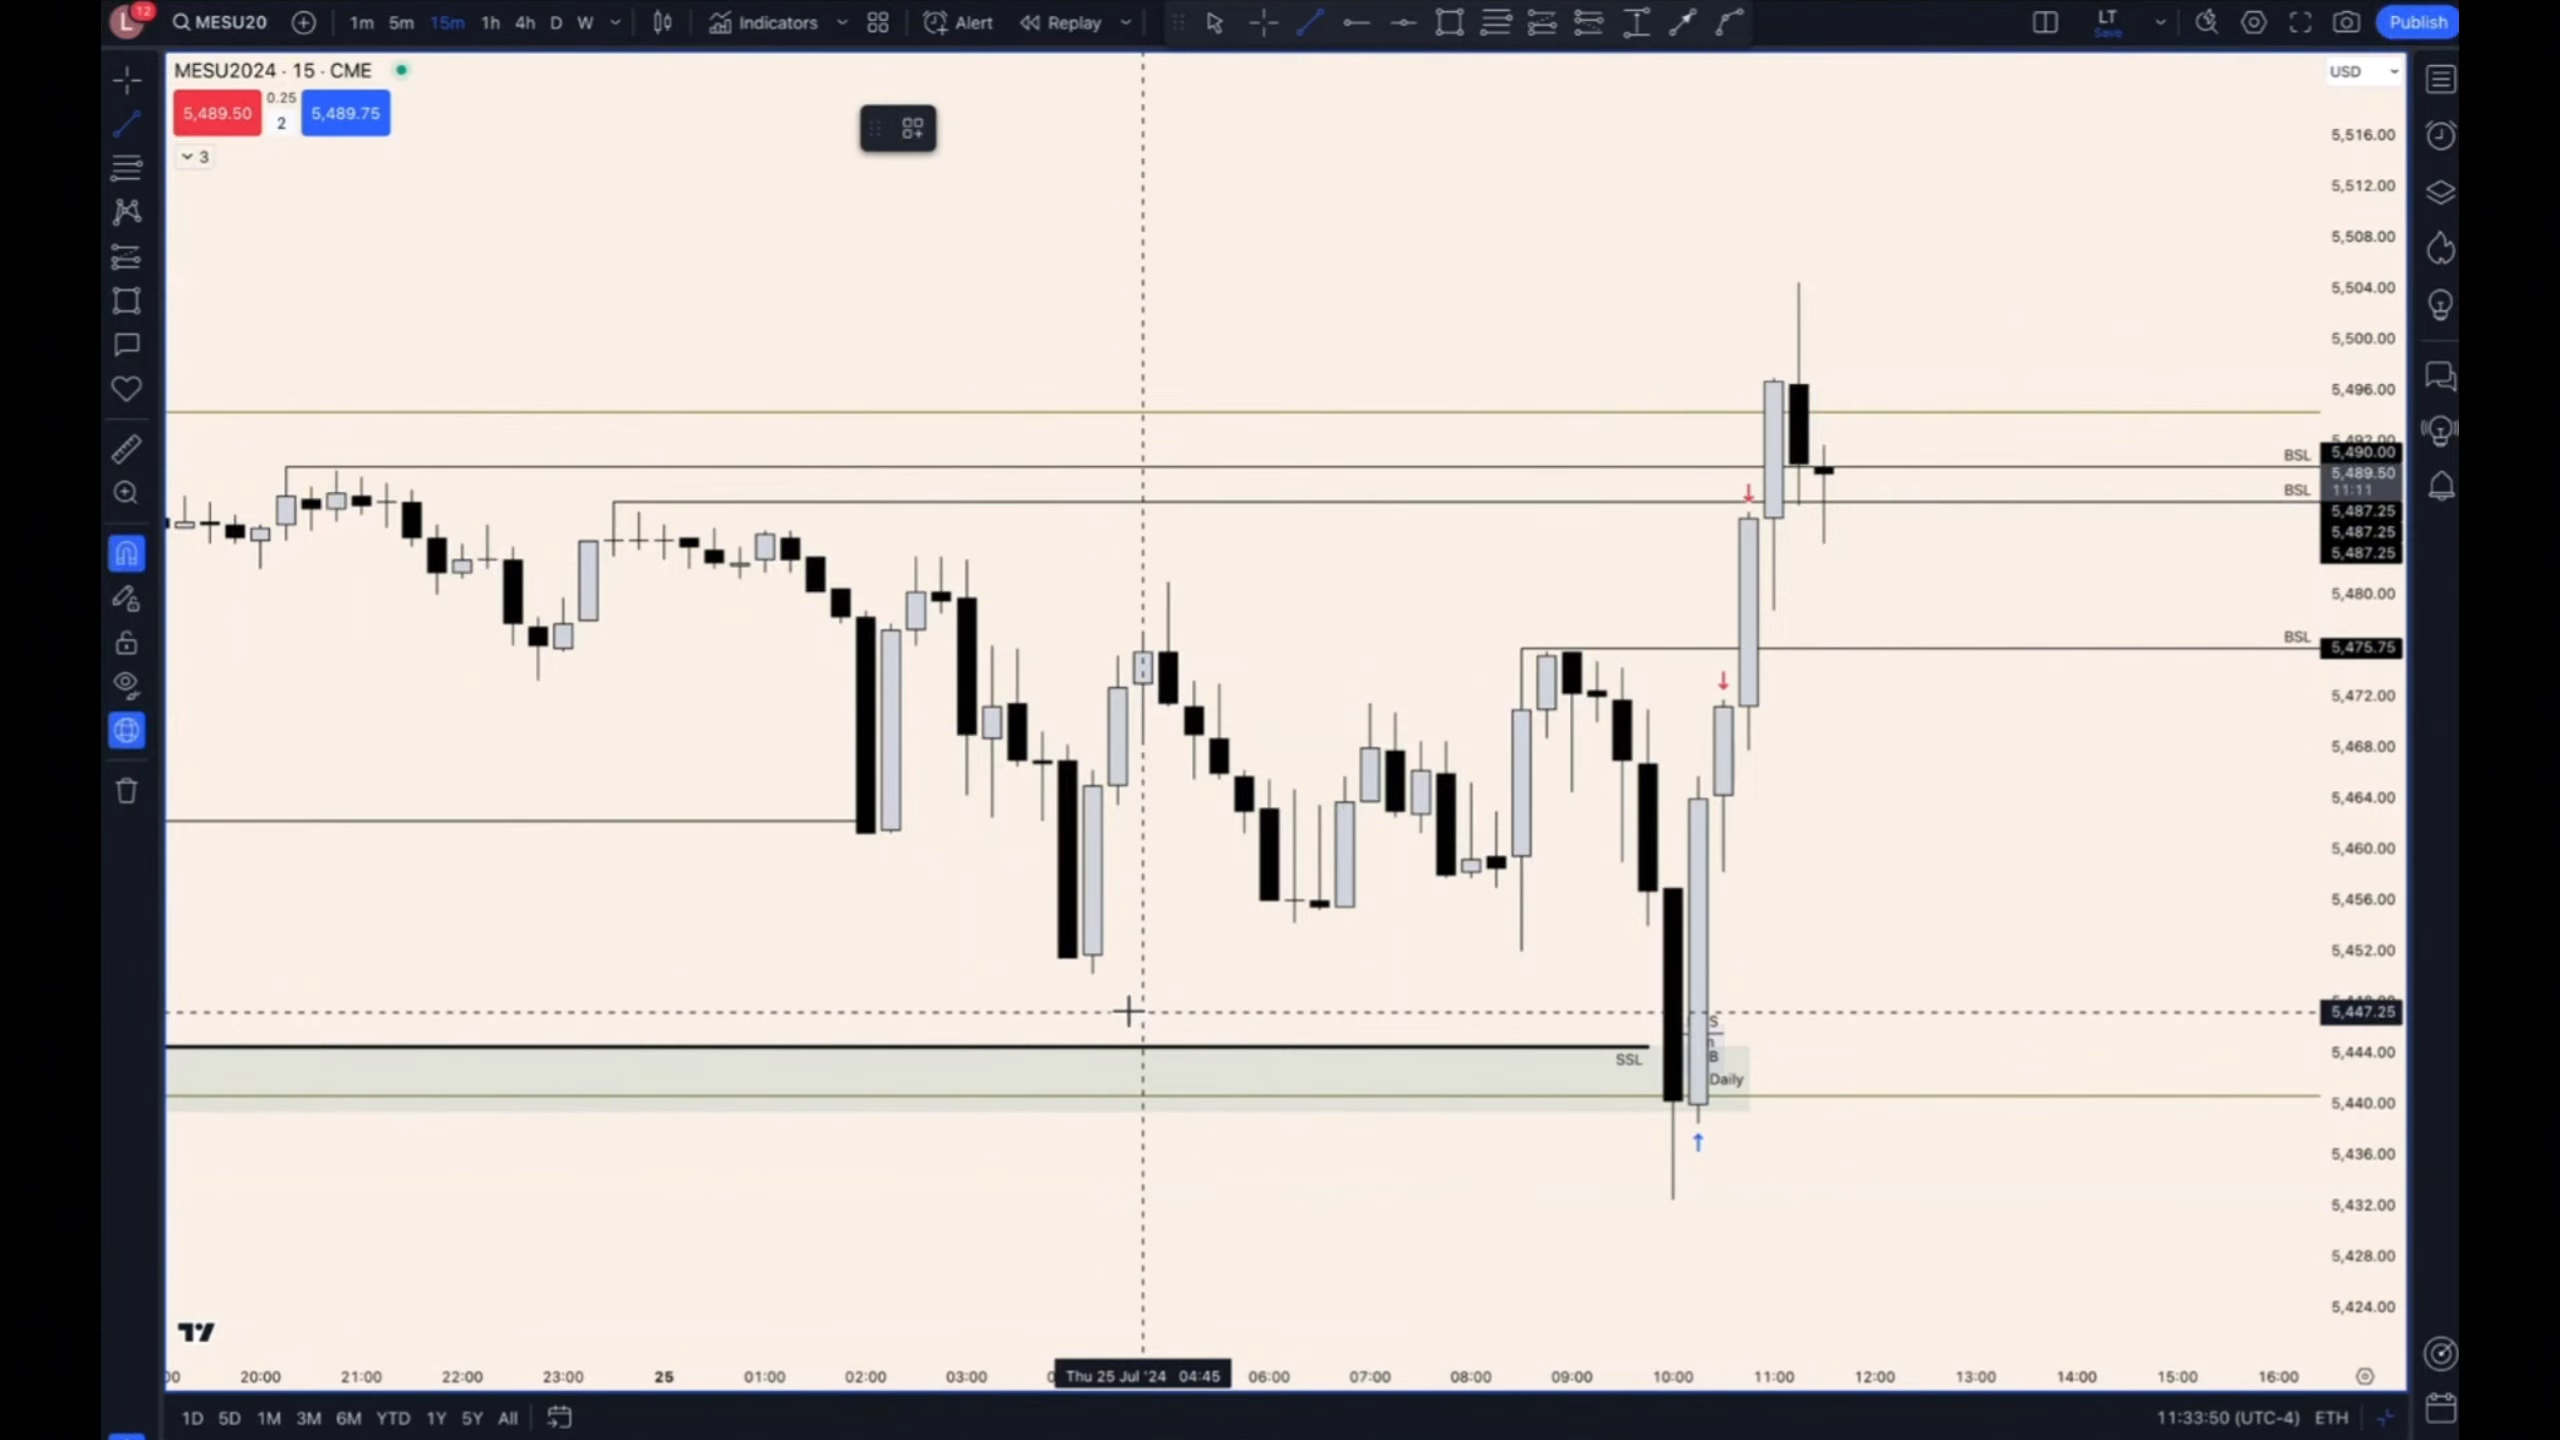 L 12 MESU20 1m 5m 15m 1h 4h D W Indicators Alert Replay LT Save Publish
MESU2024 · 15 · CME
USD
5,489.50 0.25 2 5,489.75
3
5,516.00
5,512.00
5,508.00
5,504.00
5,500.00
5,496.00
5,492.00
BSL 5,490.00
5,489.50
BSL 11:11
5,487.25
5,487.25
5,487.25
5,480.00
BSL 5,475.75
5,472.00
5,468.00
5,464.00
5,460.00
5,456.00
5,452.00
5,447.25
S
B
SSL
5,444.00
Daily
5,440.00
5,436.00
5,432.00
5,428.00
5,424.00
TV
20:00 21:00 22:00 23:00 25 01:00 02:00 03:00 Thu 25 Jul '24 04:45 06:00 07:00 08:00 09:00 10:00 11:00 12:00 13:00 14:00 15:00 16:00
1D 5D 1M 3M 6M YTD 1Y 5Y All 11:33:50 (UTC-4) ETH